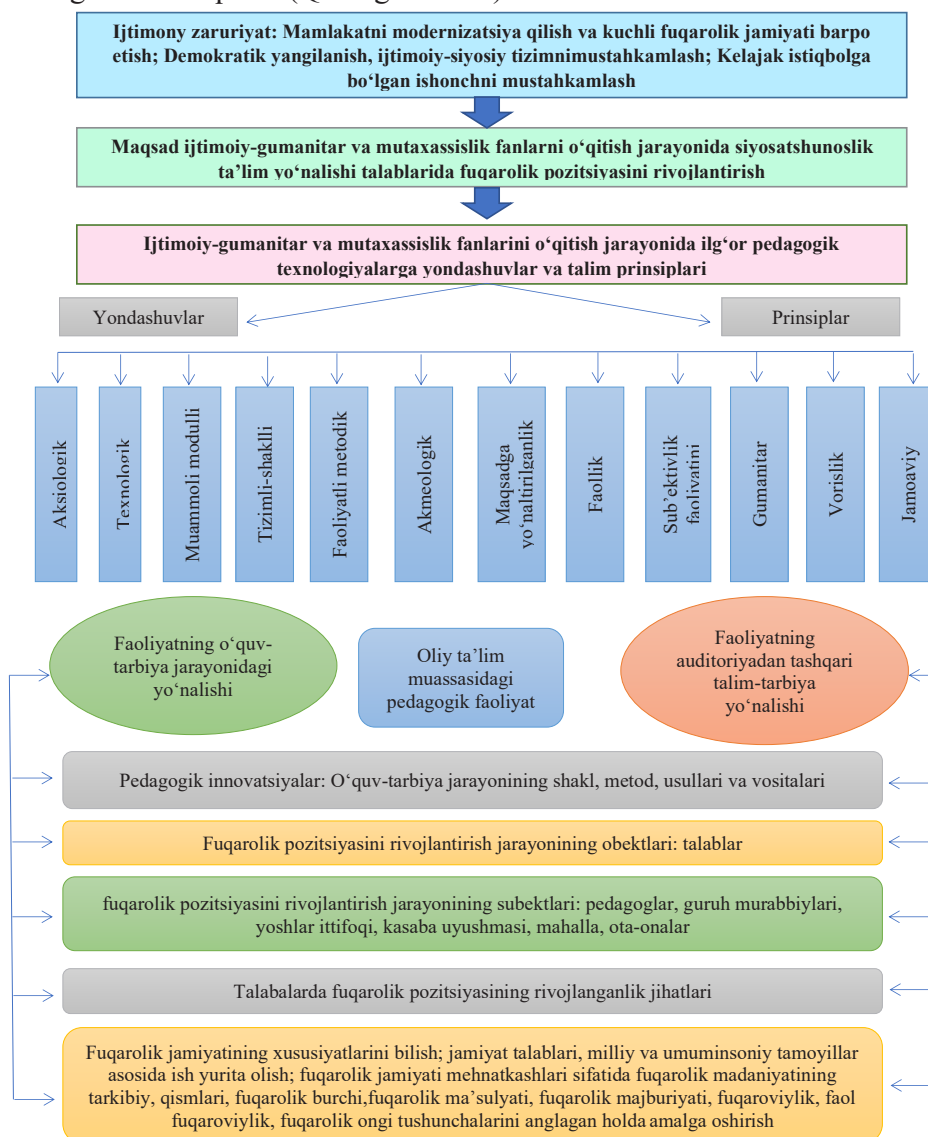 Ijtimony zaruriyat: Mamlakatni modernizatsiya qilish va kuchli fuqarolik jamiyati barpo
etish; Demokratik yangilanish, ijtimoiy-siyosiy tizimnimustahkamlash; Kelajak istiqbolga
bo‘lgan ishonchni mustahkamlash
Maqsad ijtimoiy-gumanitar va mutaxassislik fanlarni o‘qitish jarayonida siyosatshunoslik
ta’lim yo‘nalishi talablarida fuqarolik pozitsiyasini rivojlantirish
Ijtimoiy-gumanitar va mutaxassislik fanlarini o‘qitish jarayonida ilg‘or pedagogik
texnologiyalarga yondashuvlar va talim prinsiplari
Yondashuvlar
Prinsiplar
Aksiologik
Texnologik
Muammoli modulli
Tizimli-shaklli
Faoliyatli metodik
Akmeologik
Maqsadga
yo‘naltirilganlik
Faollik
Sub’ektivlik
faolivatini
Gumanitar
Vorislik
Jamoaviy
Faoliyatning o‘quv-
tarbiya jarayonidagi
yo‘nalishi
Oliy ta’lim
muassasidagi
pedagogik faoliyat
Faoliyatning
auditoriyadan tashqari
talim-tarbiya
yo‘nalishi
Pedagogik innovatsiyalar: O‘quv-tarbiya jarayonining shakl, metod, usullari va vositalari
Fuqarolik pozitsiyasini rivojlantirish jarayonining obektlari: talablar
fuqarolik pozitsiyasini rivojlantirish jarayonining subektlari: pedagoglar, guruh murabbiylari,
yoshlar ittifoqi, kasaba uyushmasi, mahalla, ota-onalar
Talabalarda fuqarolik pozitsiyasining rivojlanganlik jihatlari
Fuqarolik jamiyatining xususiyatlarini bilish; jamiyat talablari, milliy va umuminsoniy tamoyillar
asosida ish yurita olish; fuqarolik jamiyati mehnatkashlari sifatida fuqarolik madaniyatining
tarkibiy, qismlari, fuqarolik burchi,fuqarolik ma’sulyati, fuqarolik majburiyati, fuqaroviylik, faol
fuqaroviylik, fuqarolik ongi tushunchalarini anglagan holda amalga oshirish